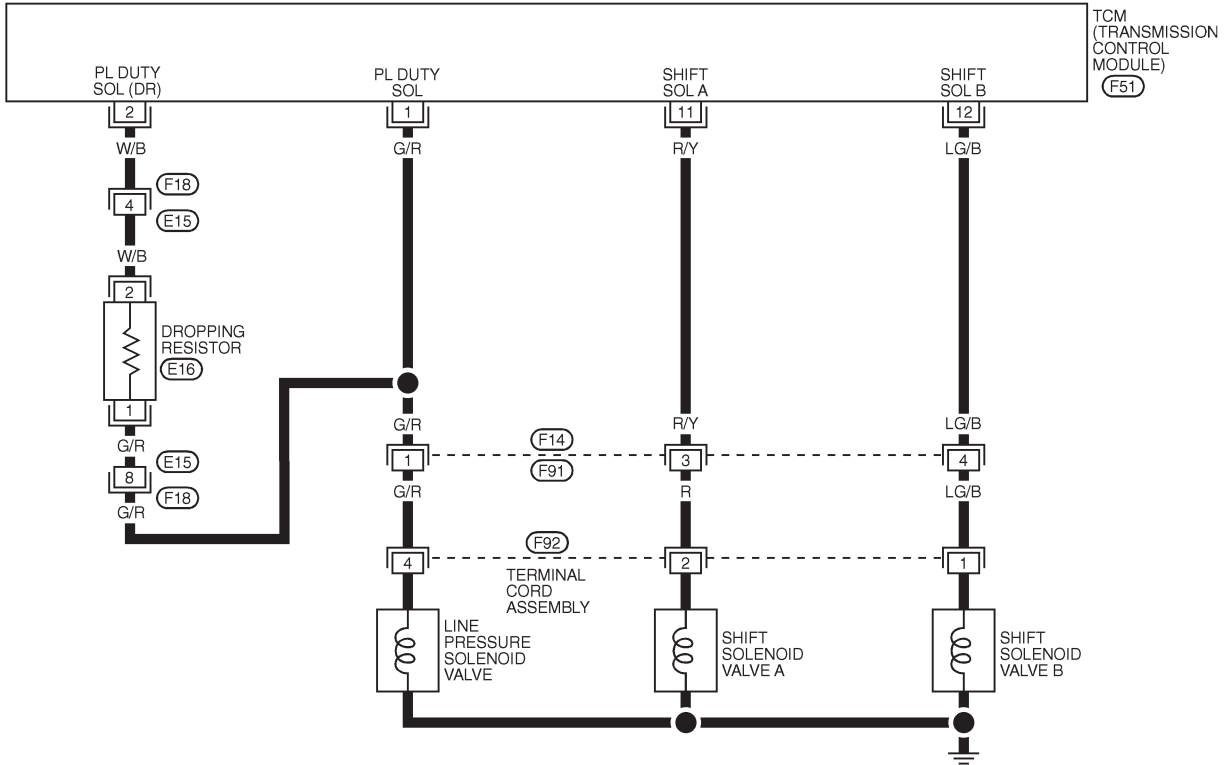 TCM
(TRANSMISSION
CONTROL
MODULE)
F51
PL DUTY
SOL (DR)
PL DUTY
SOL
SHIFT
SOL A
SHIFT
SOL B
2
1
11
12
W/B
G/R
R/Y
LG/B
F18
4
E15
W/B
2
DROPPING
RESISTOR
E16
1
G/R
E15
8
F18
G/R
G/R
R/Y
LG/B
F14
1
3
4
F91
G/R
R
LG/B
F92
4
2
1
TERMINAL
CORD
ASSEMBLY
LINE
PRESSURE
SOLENOID
VALVE
SHIFT
SOLENOID
VALVE A
SHIFT
SOLENOID
VALVE B